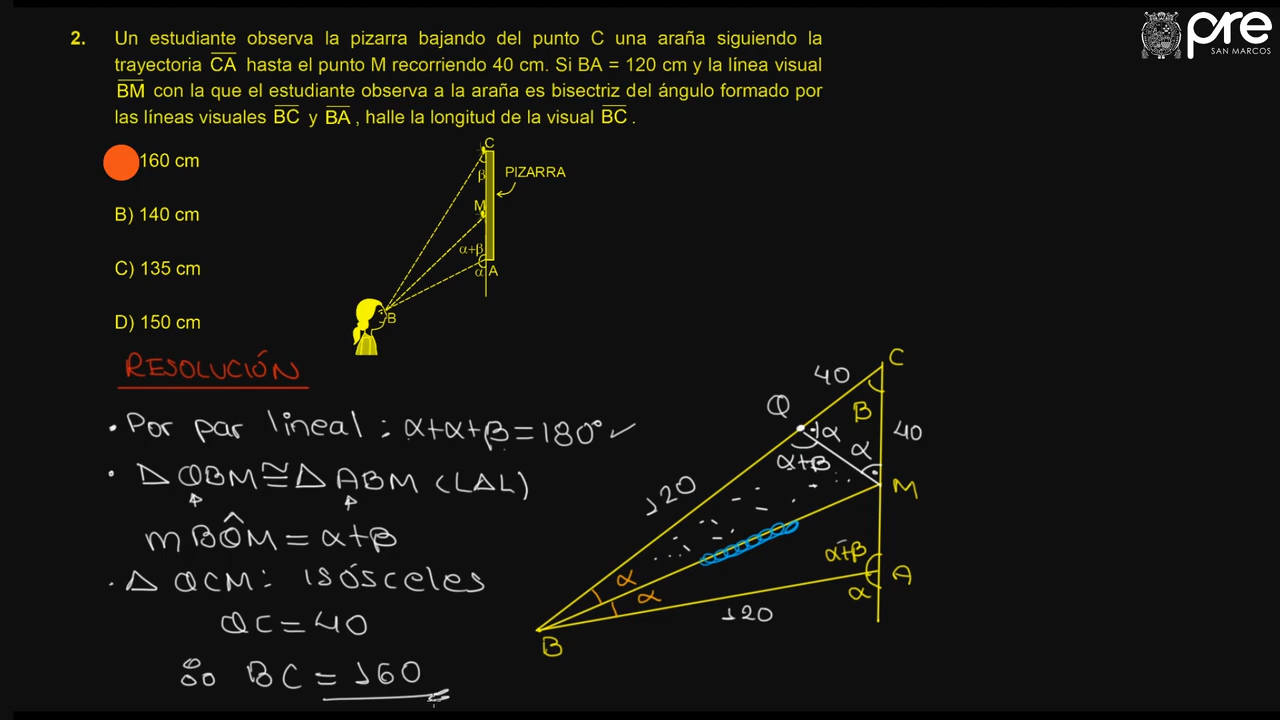 pre
SAN MARCOS
2. Un estudiante observa la pizarra bajando del punto C una araña siguiendo la
trayectoria CA hasta el punto M recorriendo 40 cm. Si BA = 120 cm y la línea visual
BM con la que el estudiante observa a la araña es bisectriz del ángulo formado por
las líneas visuales BC y BA , halle la longitud de la visual BC .
160 cm
B) 140 cm
C) 135 cm
D) 150 cm
C
β
PIZARRA
M
α+β
α
A
B
RESOLUCIÓN
• Por par lineal : α+α+β=180° ✓
• △ QBM ≅ △ ABM (LAL)
mBQ̂M = α+β
• △ QCM: isósceles
QC = 40
∴ BC = 160
C
40
Q
β
α
40
α
α+β
M
120
α+β
α
A
α
α
120
B